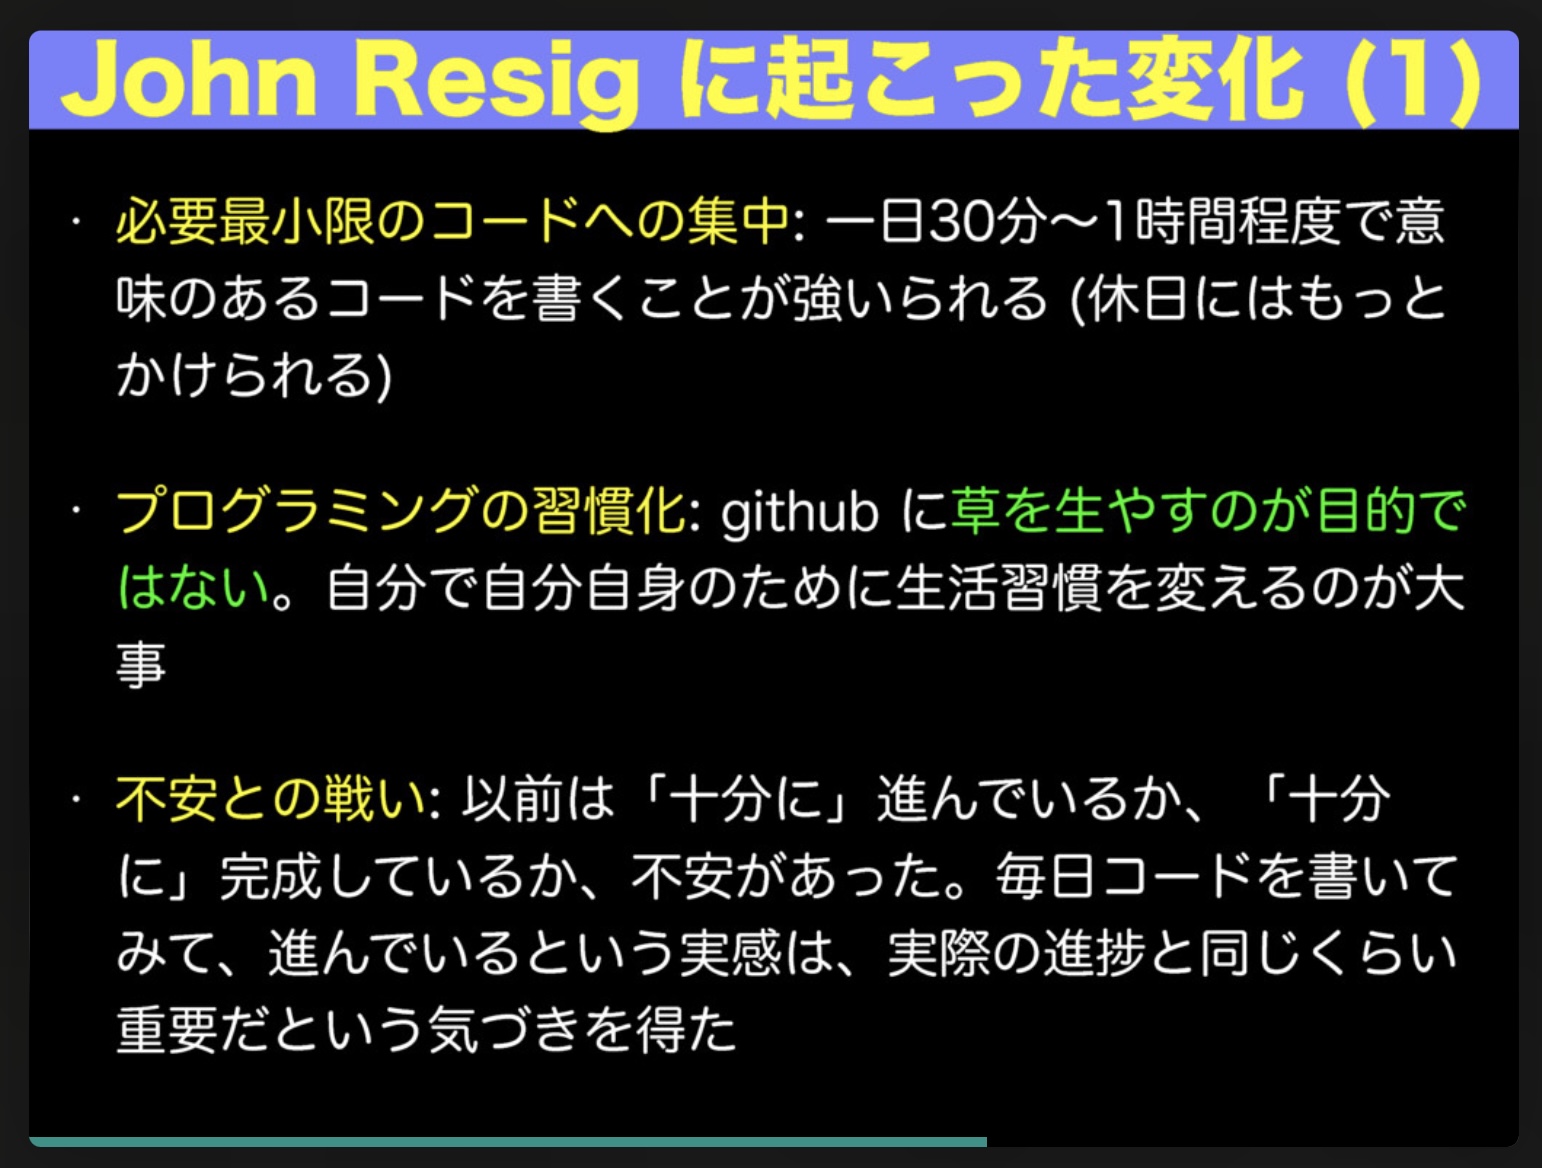 John Resig に起こった変化 (1)
・ 必要最小限のコードへの集中: 一日30分〜1時間程度で意
味のあるコードを書くことが強いられる (休日にはもっと
かけられる)
・ プログラミングの習慣化: github に草を生やすのが目的で
はない。自分で自分自身のために生活習慣を変えるのが大
事
・ 不安との戦い: 以前は「十分に」進んでいるか、「十分
に」完成しているか、不安があった。毎日コードを書いて
みて、進んでいるという実感は、実際の進捗と同じくらい
重要だという気づきを得た